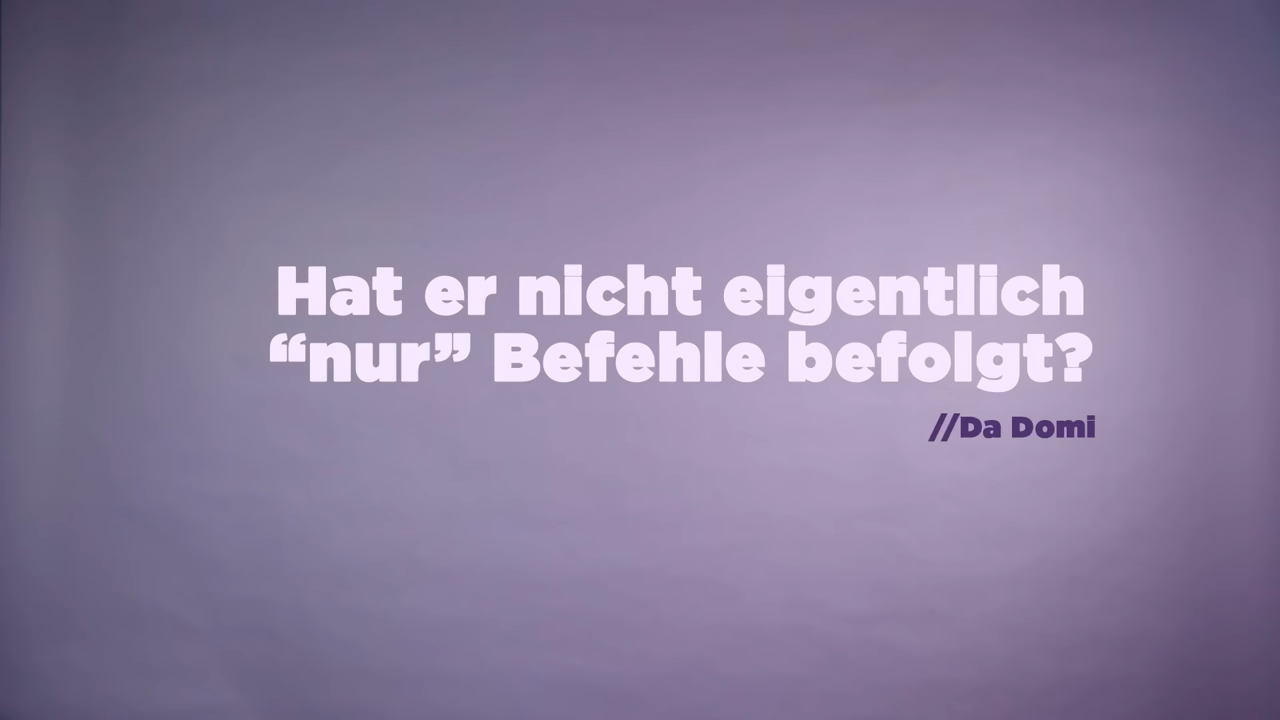 Hat er nicht eigentlich
“nur” Befehle befolgt?
//Da Domi